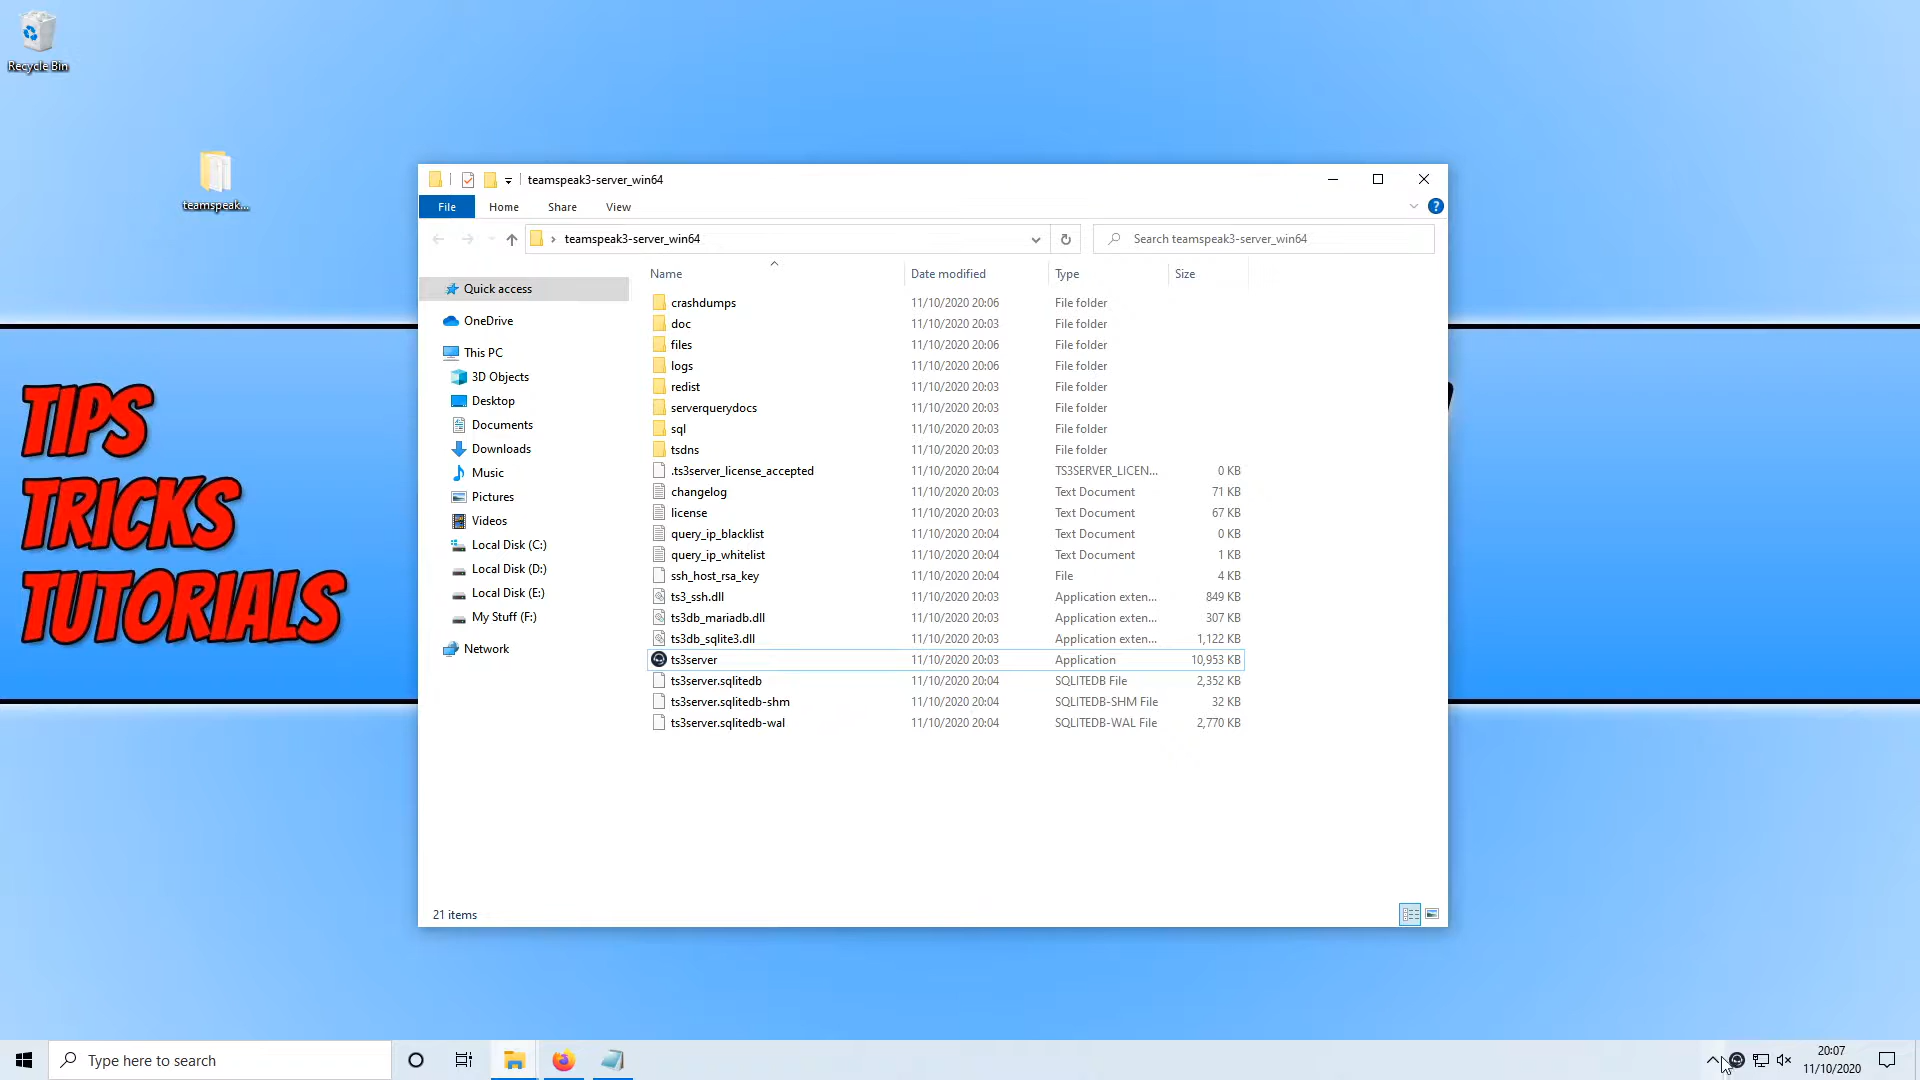 Recycle Bin
teamspeak...
TIPS
TRICKS
TUTORIALS
teamspeak3-server_win64
File Home Share View
teamspeak3-server_win64
Search teamspeak3-server_win64
Quick access
OneDrive
This PC
3D Objects
Desktop
Documents
Downloads
Music
Pictures
Videos
Local Disk (C:)
Local Disk (D:)
Local Disk (E:)
My Stuff (F:)
Network
Name Date modified Type Size
crashdumps 11/10/2020 20:06 File folder
doc 11/10/2020 20:03 File folder
files 11/10/2020 20:06 File folder
logs 11/10/2020 20:06 File folder
redist 11/10/2020 20:03 File folder
serverquerydocs 11/10/2020 20:03 File folder
sql 11/10/2020 20:03 File folder
tsdns 11/10/2020 20:03 File folder
.ts3server_license_accepted 11/10/2020 20:04 TS3SERVER_LICEN... 0 KB
changelog 11/10/2020 20:03 Text Document 71 KB
license 11/10/2020 20:03 Text Document 67 KB
query_ip_blacklist 11/10/2020 20:04 Text Document 0 KB
query_ip_whitelist 11/10/2020 20:04 Text Document 1 KB
ssh_host_rsa_key 11/10/2020 20:04 File 4 KB
ts3_ssh.dll 11/10/2020 20:03 Application exten... 849 KB
ts3db_mariadb.dll 11/10/2020 20:03 Application exten... 307 KB
ts3db_sqlite3.dll 11/10/2020 20:03 Application exten... 1,122 KB
ts3server 11/10/2020 20:03 Application 10,953 KB
ts3server.sqlitedb 11/10/2020 20:04 SQLITEDB File 2,352 KB
ts3server.sqlitedb-shm 11/10/2020 20:04 SQLITEDB-SHM File 32 KB
ts3server.sqlitedb-wal 11/10/2020 20:04 SQLITEDB-WAL File 2,770 KB
21 items
Type here to search
20:07
11/10/2020